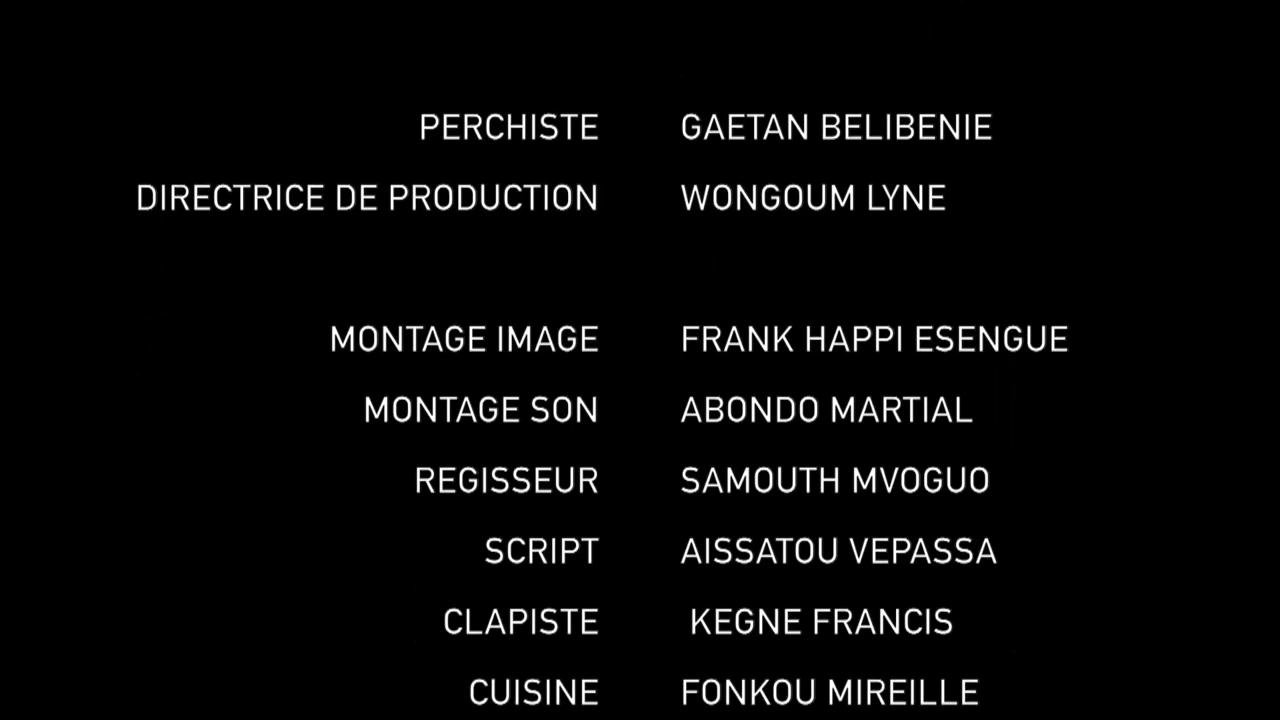 PERCHISTE GAETAN BELIBENIE
DIRECTRICE DE PRODUCTION WONGOUM LYNE
MONTAGE IMAGE FRANK HAPPI ESENGUE
MONTAGE SON ABONDO MARTIAL
REGISSEUR SAMOUTH MVOGUO
SCRIPT AISSATOU VEPASSA
CLAPISTE KEGNE FRANCIS
CUISINE FONKOU MIREILLE